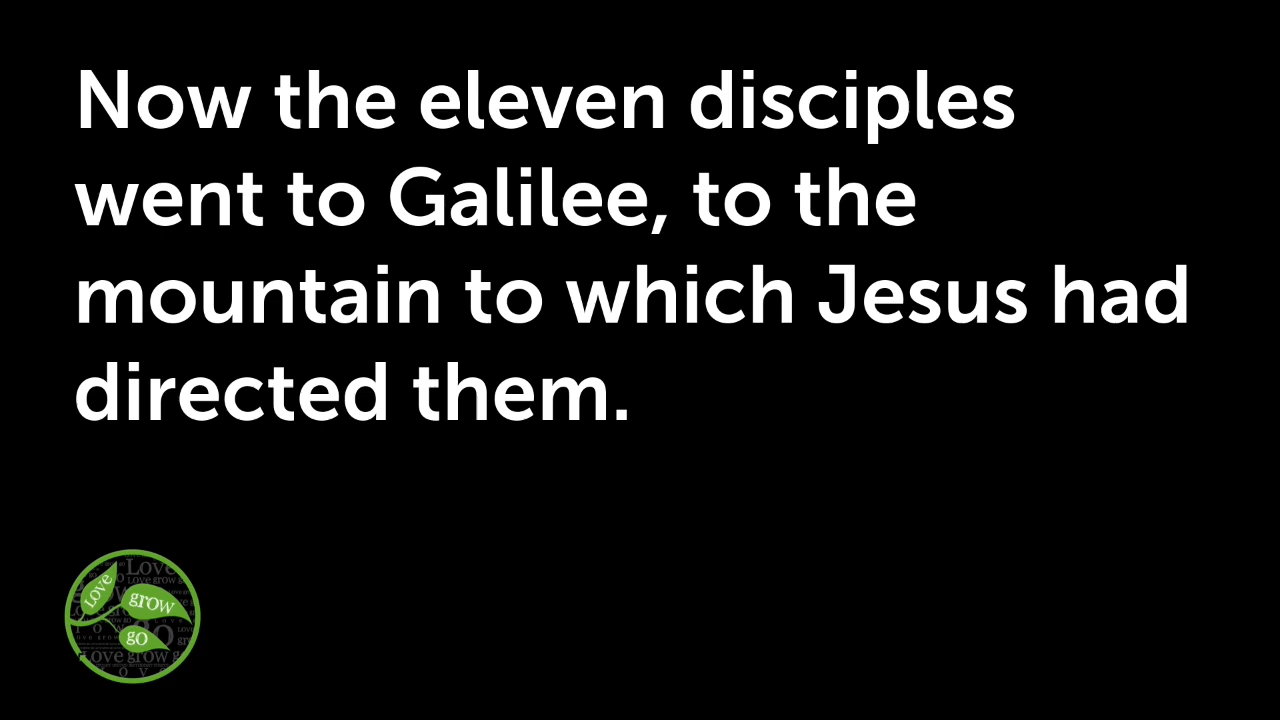 Now the eleven disciples
went to Galilee, to the
mountain to which Jesus had
directed them.
Love
grow
go